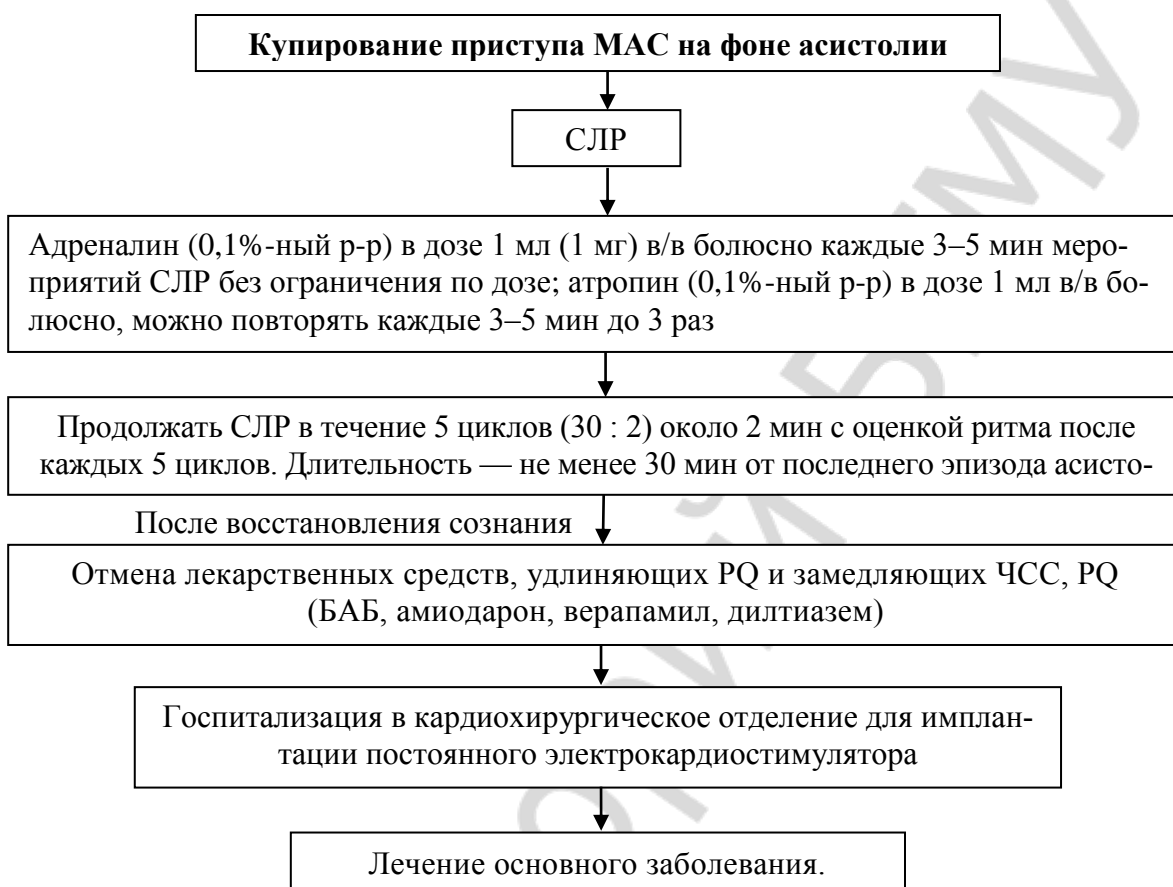 Купирование приступа МАС на фоне асистолии
СЛР
Адреналин (0,1%-ный р-р) в дозе 1 мл (1 мг) в/в болюсно каждые 3–5 мин меро-
приятий СЛР без ограничения по дозе; атропин (0,1%-ный р-р) в дозе 1 мл в/в бо-
люсно, можно повторять каждые 3–5 мин до 3 раз
Продолжать СЛР в течение 5 циклов (30 : 2) около 2 мин с оценкой ритма после
каждых 5 циклов. Длительность — не менее 30 мин от последнего эпизода асисто-
После восстановления сознания
Отмена лекарственных средств, удлиняющих PQ и замедляющих ЧСС, PQ
(БАБ, амиодарон, верапамил, дилтиазем)
Госпитализация в кардиохирургическое отделение для имплан-
тации постоянного электрокардиостимулятора
Лечение основного заболевания.